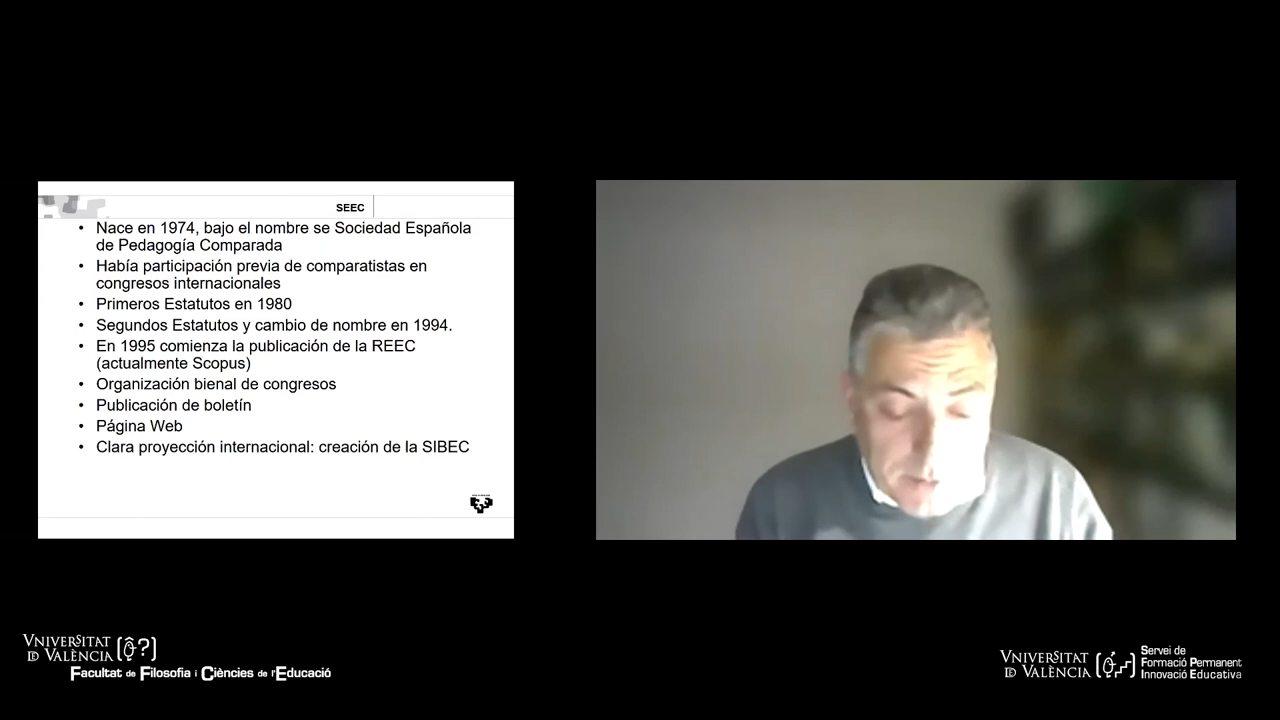 SEEC
• Nace en 1974, bajo el nombre se Sociedad Española
de Pedagogía Comparada
• Había participación previa de comparatistas en
congresos internacionales
• Primeros Estatutos en 1980
• Segundos Estatutos y cambio de nombre en 1994.
• En 1995 comienza la publicación de la REEC
(actualmente Scopus)
• Organización bienal de congresos
• Publicación de boletín
• Página Web
• Clara proyección internacional: creación de la SIBEC
VNIVERSITAT
D VALÈNCIA
Facultat de Filosofia i Ciències de l'Educació
VNIVERSITAT
D VALÈNCIA
Servei de
Formació Permanent
Innovació Educativa